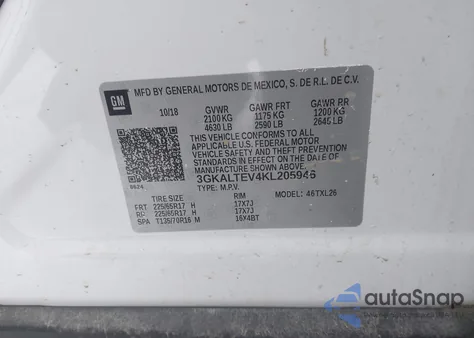 GM
MFD BY GENERAL MOTORS DE MEXICO, S. DE R.L. DE C.V.
10/18 GVWR GAWR FRT GAWR RR
2100 KG 1175 KG 1200 KG
4630 LB 2590 LB 2645 LB
THIS VEHICLE CONFORMS TO ALL
APPLICABLE U.S. FEDERAL MOTOR
VEHICLE SAFETY AND THEFT PREVENTION
STANDARDS IN EFFECT ON THE DATE OF
MANUFACTURE SHOWN ABOVE.
3GKALTEV4KL205946
TYPE: M.P.V. MODEL: 46TXL26
TIRE SIZE RIM
FRT 225/65R17 H 17X7J
RR 225/65R17 H 17X7J
SPA T135/70R16 M 16X4BT
autoSnap